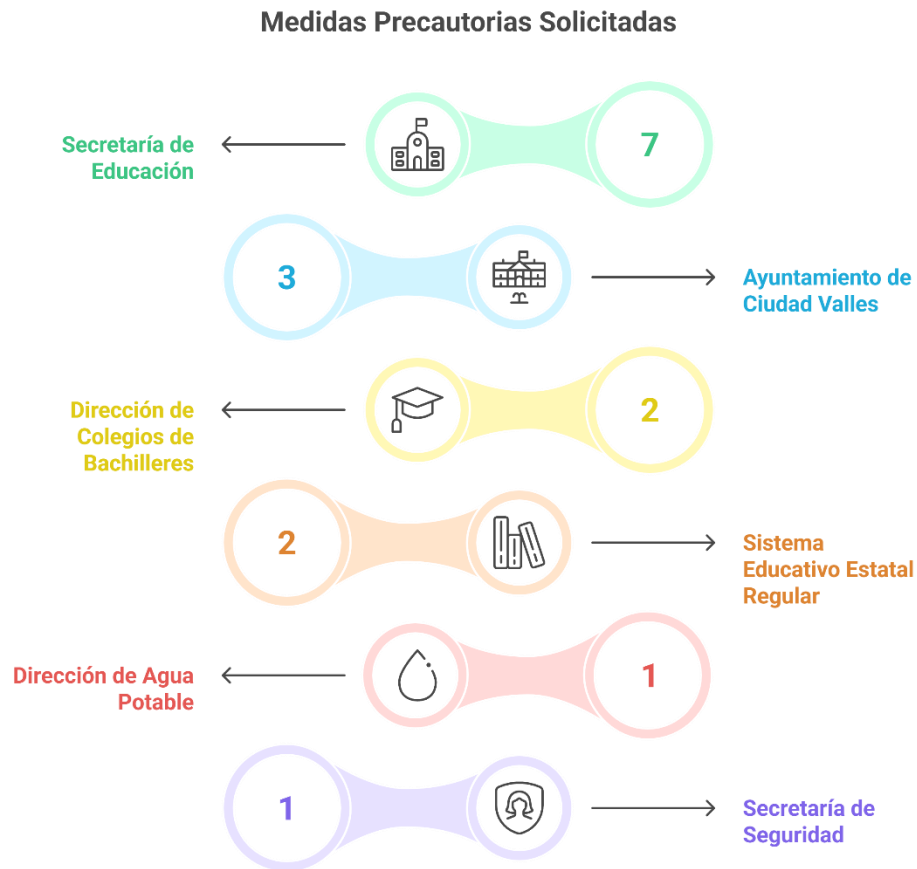 Medidas Precautorias Solicitadas
Secretaría de
Educación
7
3
Ayuntamiento de
Ciudad Valles
Dirección de
Colegios de
Bachilleres
2
2
Sistema
Educativo Estatal
Regular
Dirección de Agua
Potable
1
1
Secretaría de
Seguridad